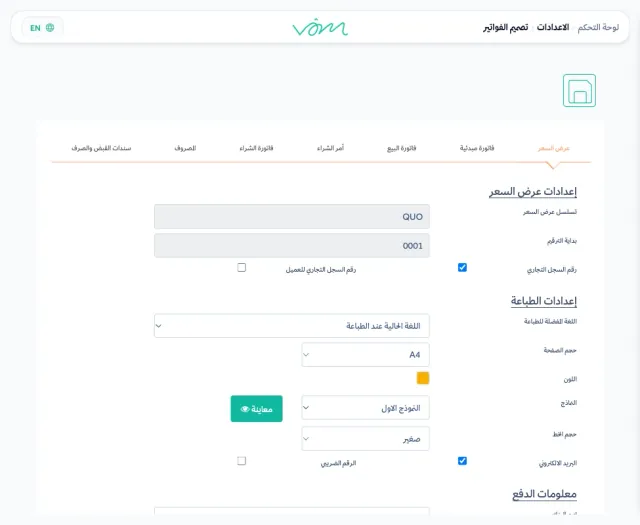 لوحة التحكم الاعدادات تصيم الفواتير
vom
EN
عرض السعر فاتورة مبدئية فاتورة البيع أمر الشراء فاتورة الشراء المصروف سندات القبض والصرف
إعدادات عرض السعر
تسلسل عرض السعر
QUO
بداية الترقيم
0001
رقم السجل التجاري رقم السجل التجاري للعميل
إعدادات الطباعة
اللغة المفضلة للطباعة
اللغة الحالية عند الطباعة
حجم الصفحة
A4
اللون
النماذج
النموذج الاول
معاينة
حجم الخط
صغير
البريد الالكتروني الرقم الضريبي
معلومات الدفع